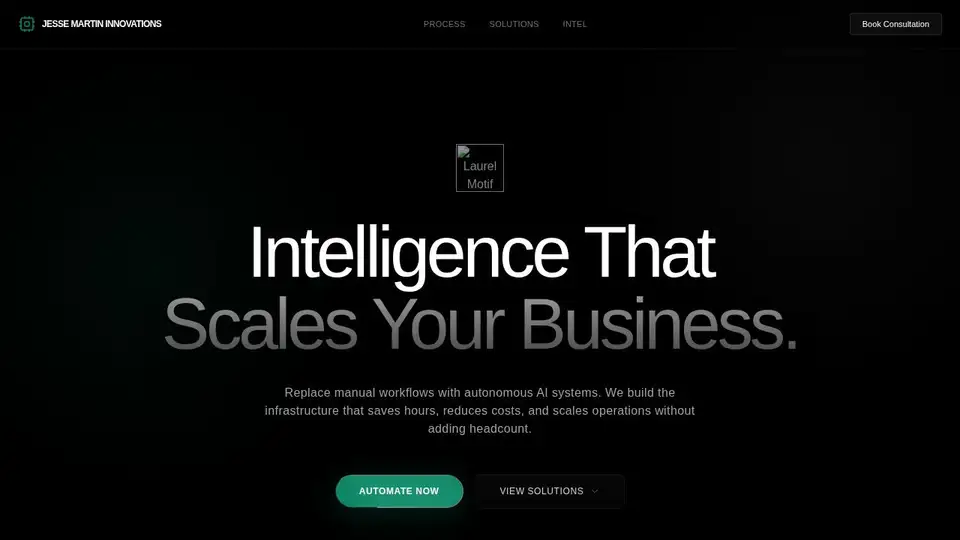 JESSE MARTIN INNOVATIONS
PROCESS
SOLUTIONS
INTEL
Book Consultation
Laurel
Motif
Intelligence That
Scales Your Business.
Replace manual workflows with autonomous AI systems. We build the
infrastructure that saves hours, reduces costs, and scales operations without
adding headcount.
AUTOMATE NOW
VIEW SOLUTIONS